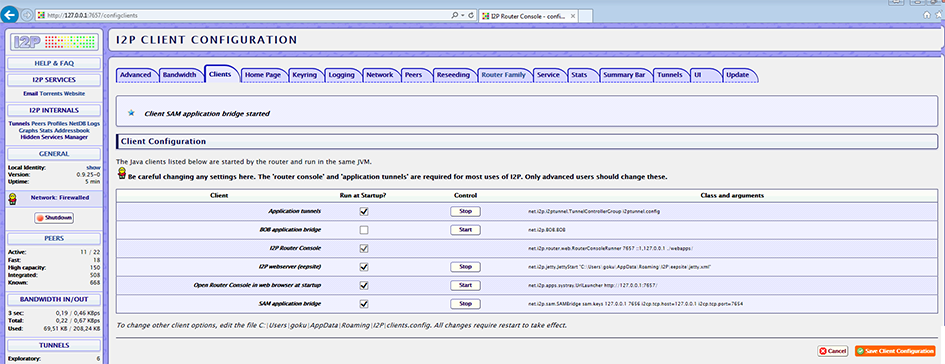 http://127.0.0.1:7657/configclients
I2P Router Console - confi...
I2P
HELP & FAQ
I2P SERVICES
Email Torrents Website
I2P INTERNALS
Tunnels Peers Profiles NetDB Logs
Graphs Stats Addressbook
Hidden Services Manager
GENERAL
Local Identity: show
Version: 0.9.25-0
Uptime: 5 min
Network: Firewalled
Shutdown
PEERS
Active: 11 / 22
Fast: 18
High capacity: 150
Integrated: 508
Known: 668
BANDWIDTH IN/OUT
3 sec: 0,19 / 0,46 KBps
Total: 0,22 / 0,67 KBps
Used: 69,51 KB / 208,24 KB
TUNNELS
Exploratory: 6
I2P CLIENT CONFIGURATION
Advanced Bandwidth Clients Home Page Keyring Logging Network Peers Reseeding Router Family Service Stats Summary Bar Tunnels UI Update
Client SAM application bridge started
Client Configuration
The Java clients listed below are started by the router and run in the same JVM.
Be careful changing any settings here. The 'router console' and 'application tunnels' are required for most uses of I2P. Only advanced users should change these.
Client Run at Startup? Control Class and arguments
Application tunnels Stop net.i2p.i2ptunnel.TunnelControllerGroup i2ptunnel.config
BOB application bridge Start net.i2p.BOB.BOB
I2P Router Console net.i2p.router.web.RouterConsoleRunner 7657 ::1,127.0.0.1 ./webapps/
I2P webserver (eepsite) Stop net.i2p.jetty.JettyStart "C:\Users\goku\AppData\Roaming\I2P\eepsite\jetty.xml"
Open Router Console in web browser at startup Start net.i2p.apps.systray.UrlLauncher http://127.0.0.1:7657/
SAM application bridge Stop net.i2p.sam.SAMBridge sam.keys 127.0.0.1 7656 i2cp.tcp.host=127.0.0.1 i2cp.tcp.port=7654
To change other client options, edit the file C:\Users\goku\AppData\Roaming\I2P\clients.config. All changes require restart to take effect.
Cancel Save Client Configuration